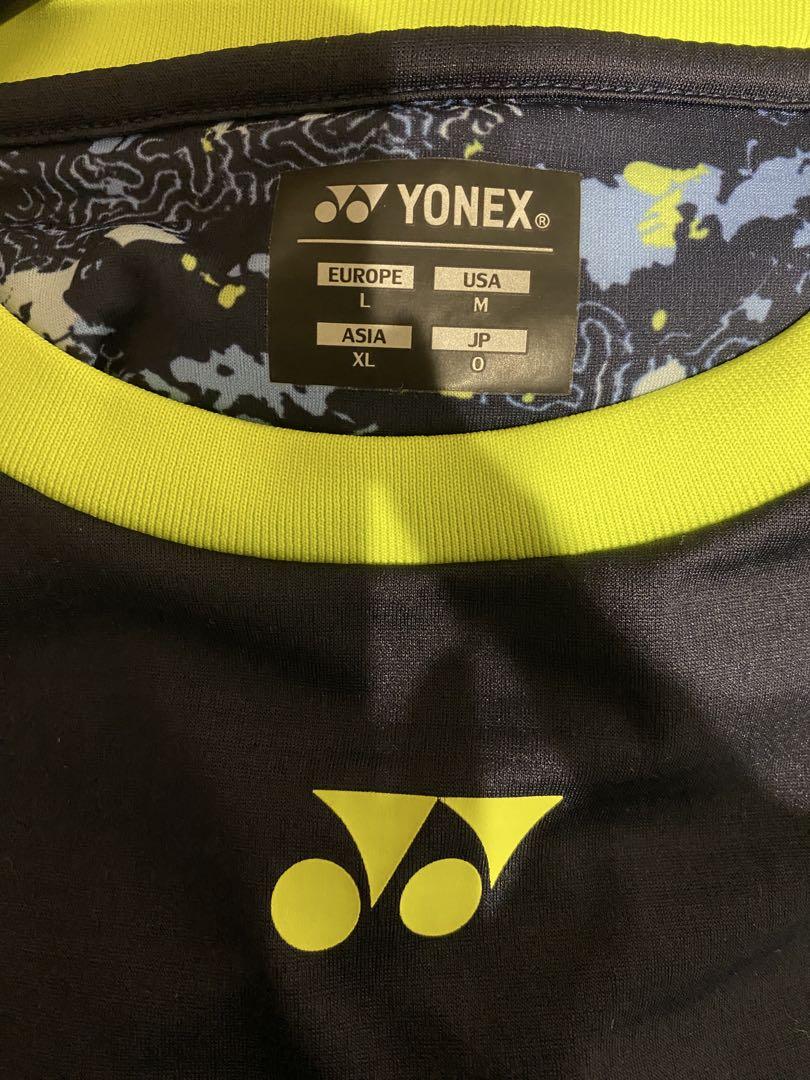 YONEX®
EUROPE USA
L M
ASIA JP
XL O